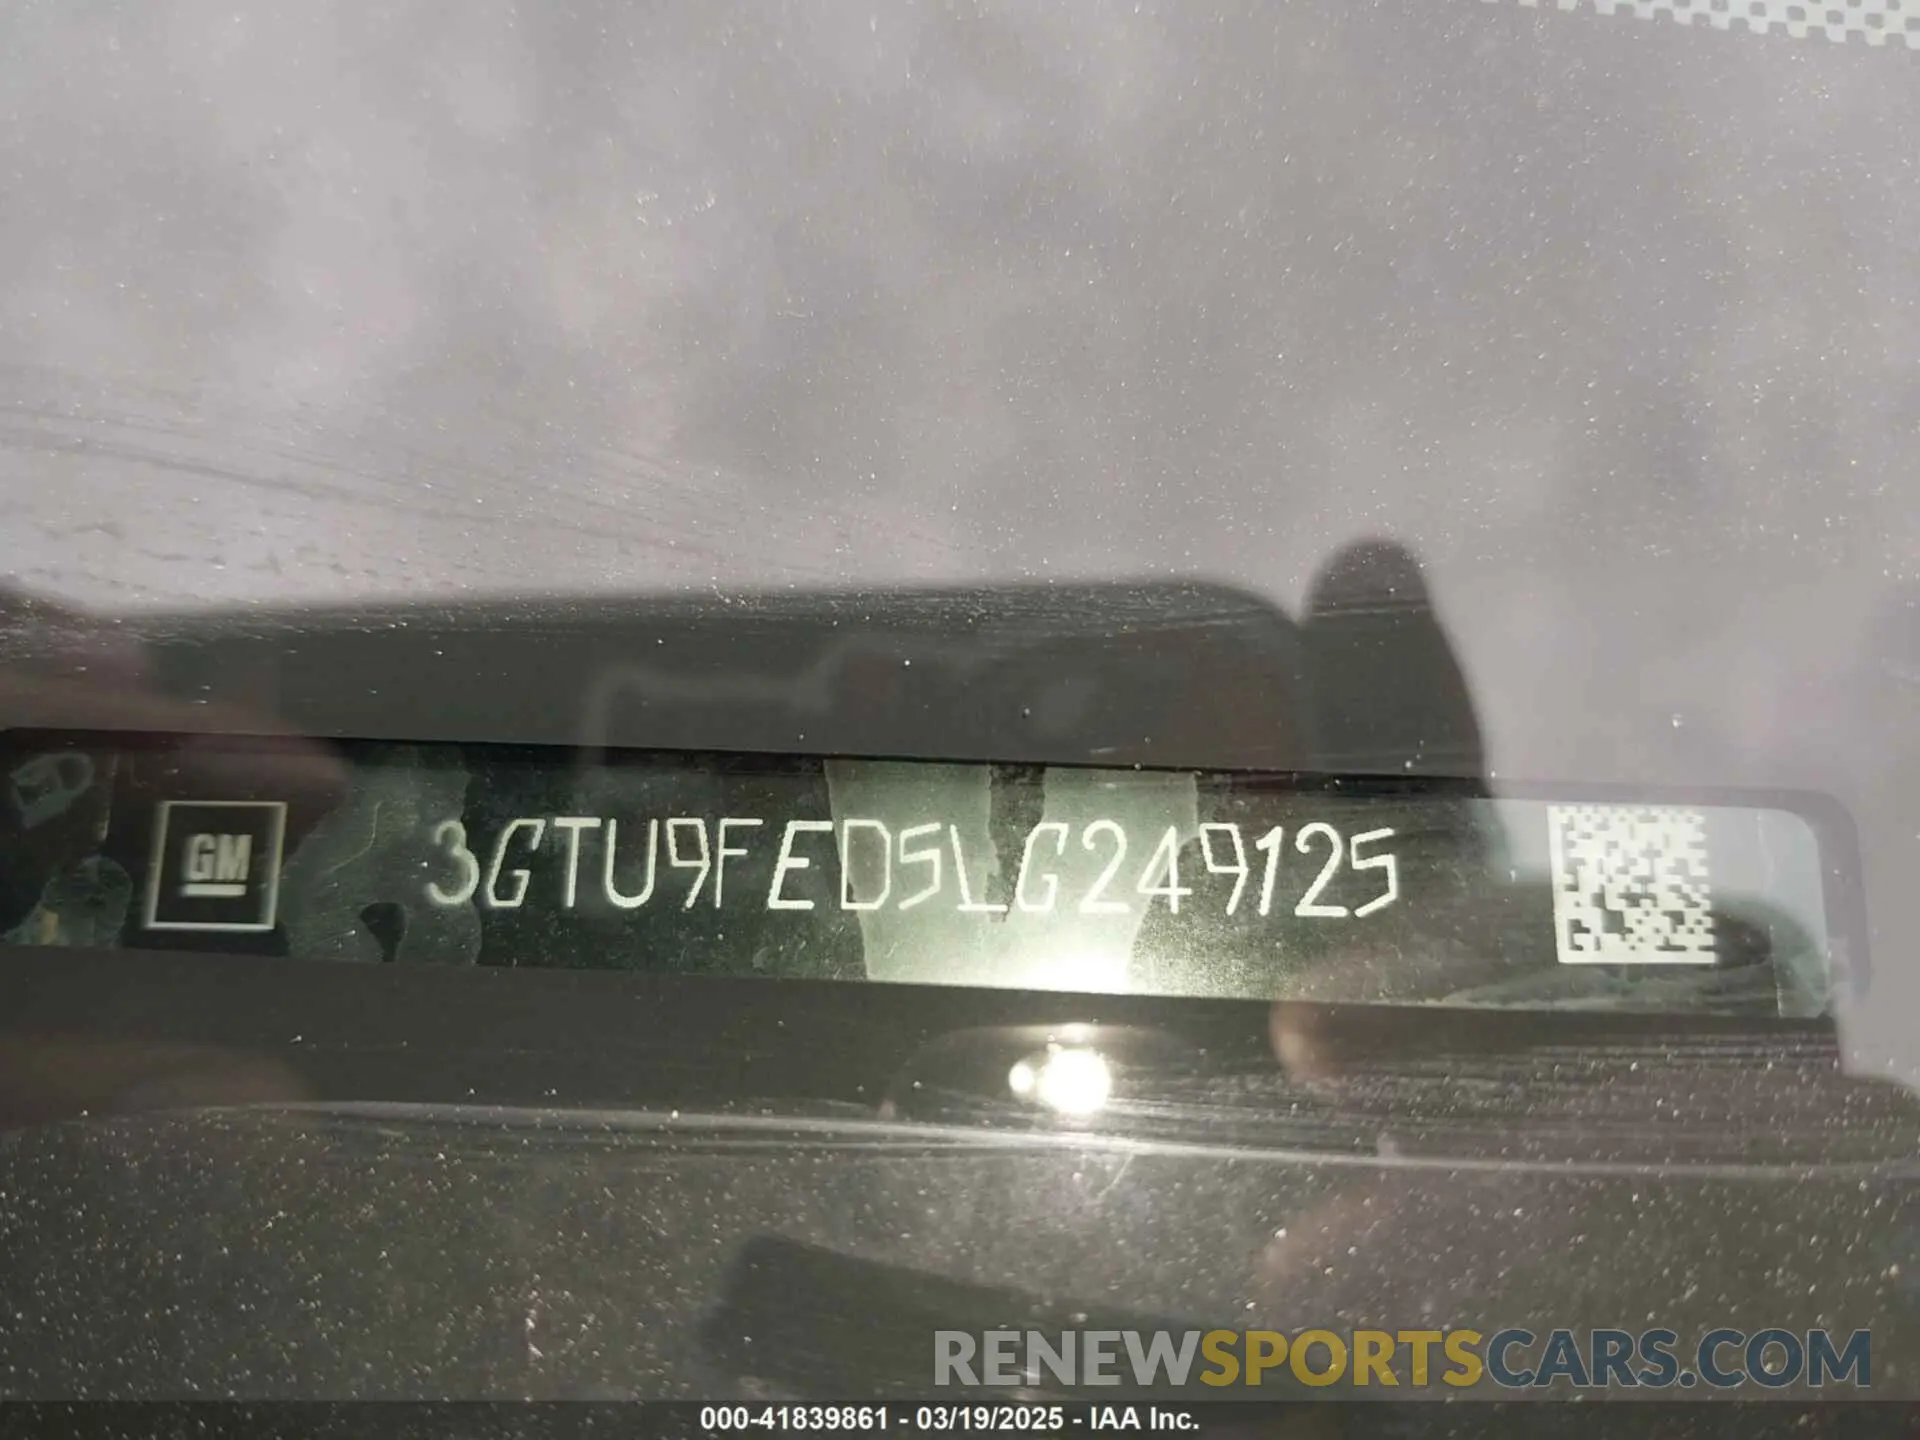 GM 3GTU9FED5LG249125
RENEWSPORTSCARS.COM
000-41839861 - 03/19/2025 - IAA Inc.